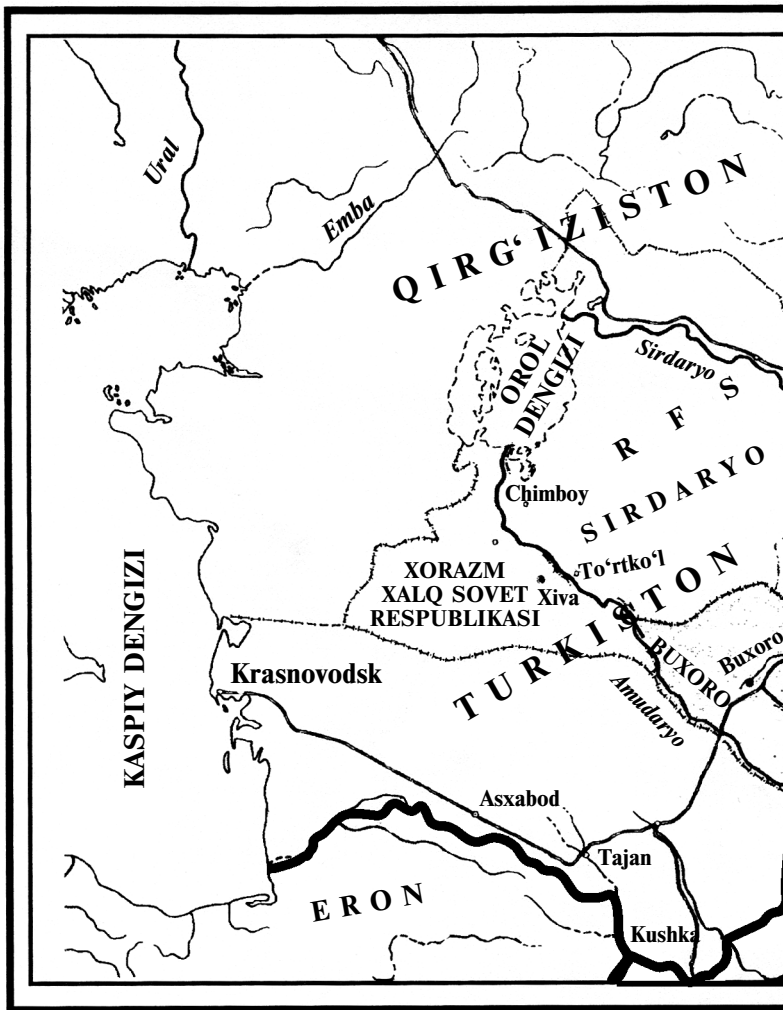 Ural
Emba
QIRG‘IZISTON
OROL
DENGIZI
Sirdaryo
R F S
SIRDARYO
Chimboy
To‘rtko‘l
XORAZM
XALQ SOVET
RESPUBLIKASI
Xiva
TURKISTON
BUXORO
Buxoro
Amudaryo
KASPIY DENGIZI
Krasnovodsk
Asxabod
Tajan
ERON
Kushka